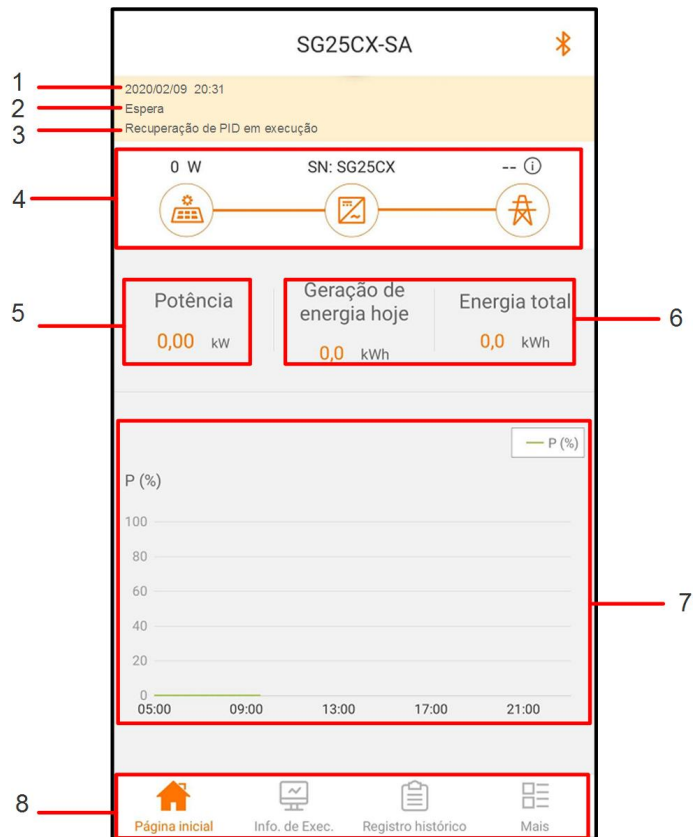 SG25CX-SA
1
2020/02/09 20:31
2
Espera
3
Recuperação de PID em execução
4
0 W
SN: SG25CX
--
5
Potência
0,00 kW
Geração de
energia hoje
0,0 kWh
Energia total
0,0 kWh
6
P (%)
P (%)
100
80
60
40
20
0
05:00 09:00 13:00 17:00 21:00
7
8
Página inicial
Info. de Exec.
Registro histórico
Mais